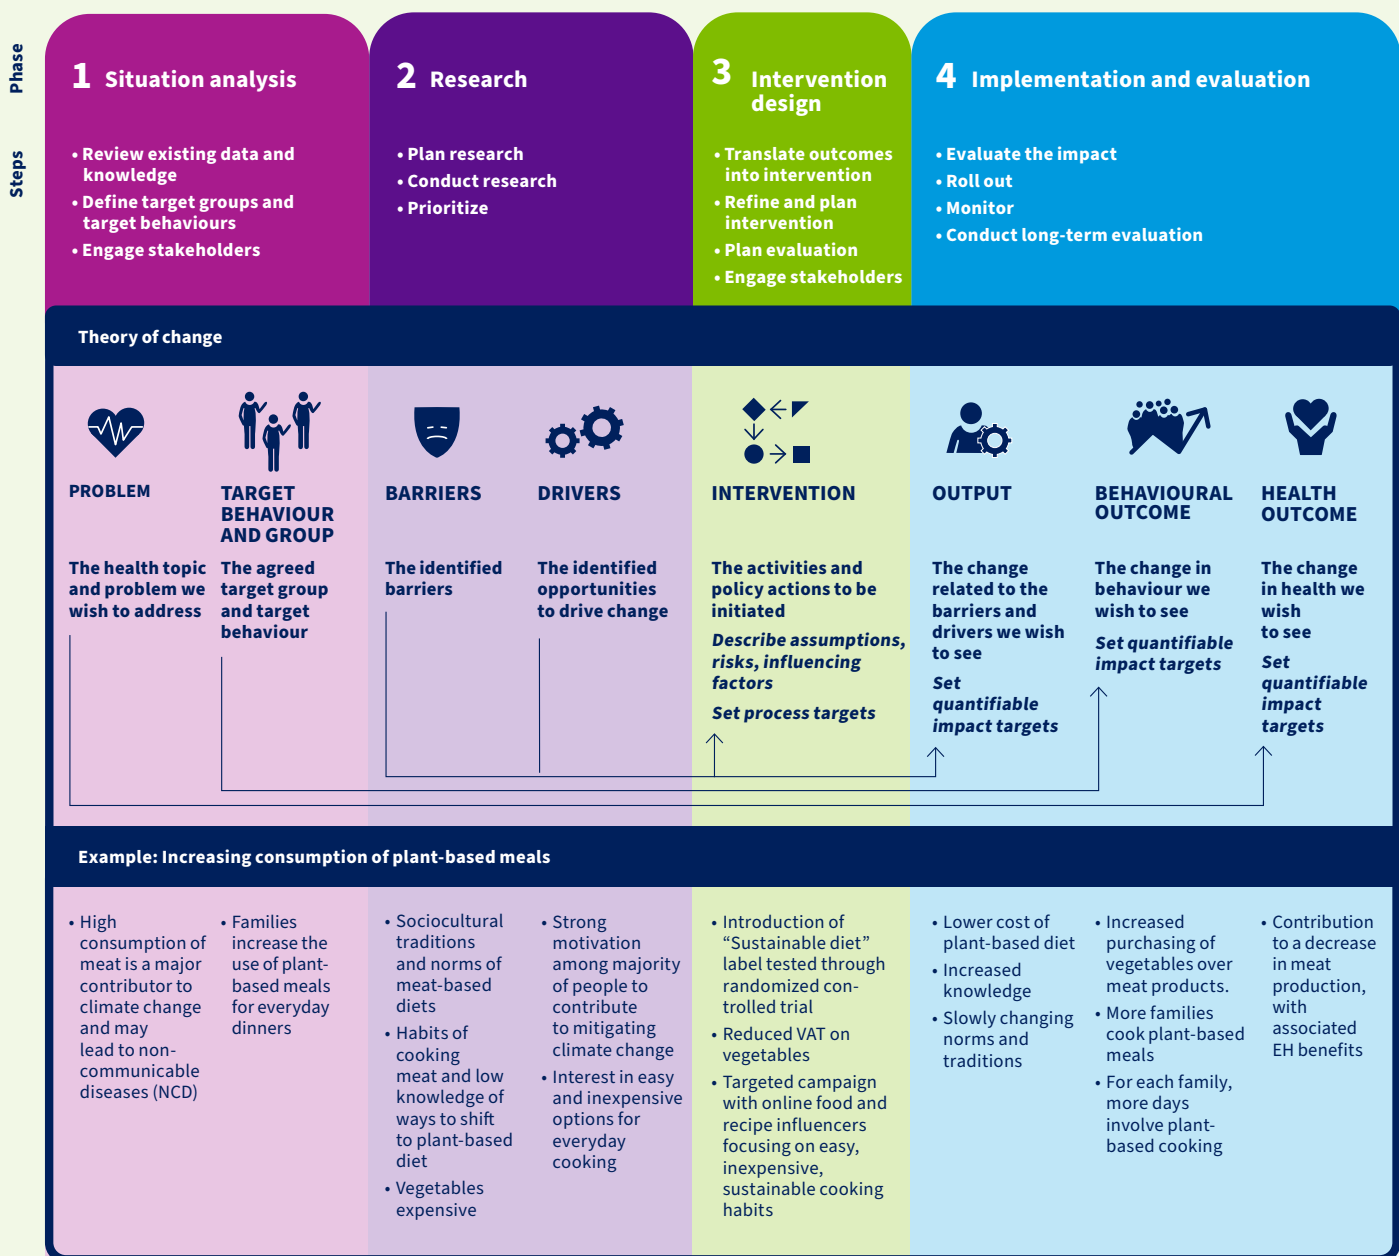 Phase
1 Situation analysis
2 Research
3 Intervention
design
4 Implementation and evaluation
Steps
• Review existing data and
knowledge
• Define target groups and
target behaviours
• Engage stakeholders
• Plan research
• Conduct research
• Prioritize
• Translate outcomes
into intervention
• Refine and plan
intervention
• Plan evaluation
• Engage stakeholders
• Evaluate the impact
• Roll out
• Monitor
• Conduct long-term evaluation
Theory of change
PROBLEM
The health topic
and problem we
wish to address
TARGET
BEHAVIOUR
AND GROUP
The agreed
target group
and target
behaviour
BARRIERS
The identified
barriers
DRIVERS
The identified
opportunities
to drive change
INTERVENTION
The activities and
policy actions to be
initiated
Describe assumptions,
risks, influencing
factors
Set process targets
OUTPUT
The change
related to the
barriers and
drivers we wish
to see
Set
quantifiable
impact targets
BEHAVIOURAL
OUTCOME
The change in
behaviour we
wish to see
Set quantifiable
impact targets
HEALTH
OUTCOME
The change
in health we
wish
to see
Set
quantifiable
impact
targets
Example: Increasing consumption of plant-based meals
• High
consumption of
meat is a major
contributor to
climate change
and may
lead to non-
communicable
diseases (NCD)
• Families
increase the
use of plant-
based meals
for everyday
dinners
• Sociocultural
traditions
and norms of
meat-based
diets
• Habits of
cooking
meat and low
knowledge of
ways to shift
to plant-based
diet
• Vegetables
expensive
• Strong
motivation
among majority
of people to
contribute
to mitigating
climate change
• Interest in easy
and inexpensive
options for
everyday
cooking
• Introduction of
“Sustainable diet”
label tested through
randomized con-
trolled trial
• Reduced VAT on
vegetables
• Targeted campaign
with online food and
recipe influencers
focusing on easy,
inexpensive,
sustainable cooking
habits
• Lower cost of
plant-based diet
• Increased
knowledge
• Slowly changing
norms and
traditions
• Increased
purchasing of
vegetables over
meat products.
• More families
cook plant-based
meals
• For each family,
more days
involve plant-
based cooking
• Contribution
to a decrease
in meat
production,
with
associated
EH benefits